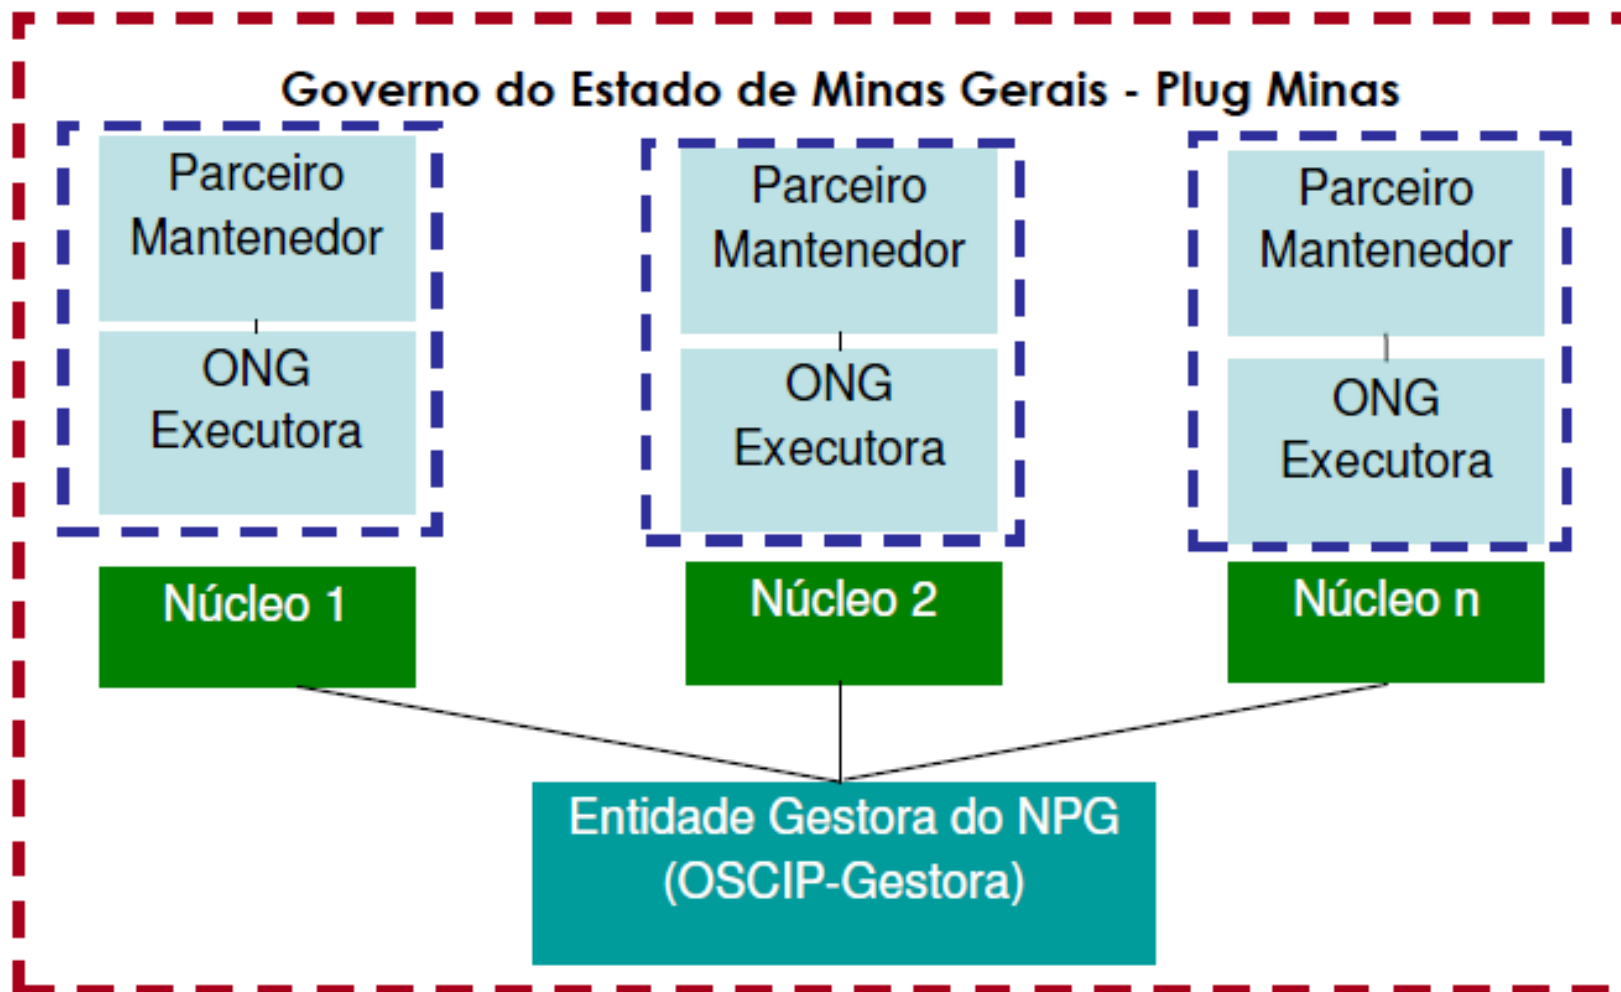 Governo do Estado de Minas Gerais - Plug Minas
Parceiro
Mantenedor
ONG
Executora
Núcleo 1
Parceiro
Mantenedor
ONG
Executora
Núcleo 2
Parceiro
Mantenedor
ONG
Executora
Núcleo n
Entidade Gestora do NPG
(OSCIP-Gestora)